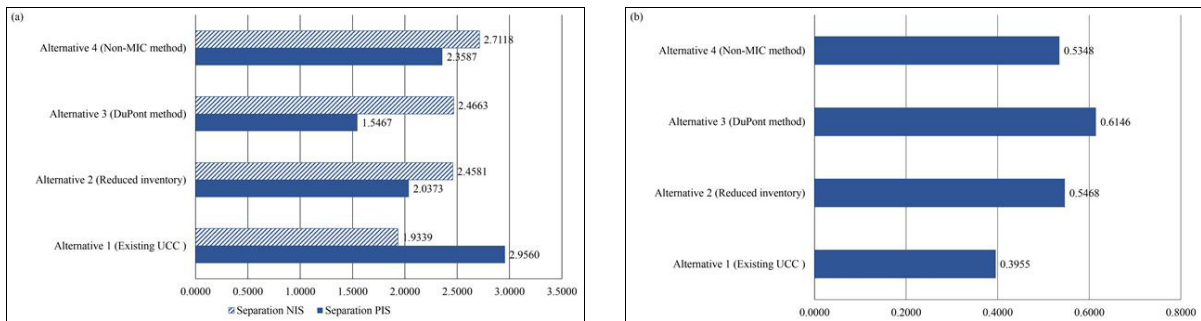 (a)
Alternative 4 (Non-MIC method)
2.7118
2.3587
Alternative 3 (DuPont method)
2.4663
1.5467
Alternative 2 (Reduced inventory)
2.4581
2.0373
Alternative 1 (Existing UCC )
1.9339
2.9560
0.0000 0.5000 1.0000 1.5000 2.0000 2.5000 3.0000 3.5000
Separation NIS Separation PIS
(b)
Alternative 4 (Non-MIC method)
0.5348
Alternative 3 (DuPont method)
0.6146
Alternative 2 (Reduced inventory)
0.5468
Alternative 1 (Existing UCC )
0.3955
0.0000 0.2000 0.4000 0.6000 0.8000